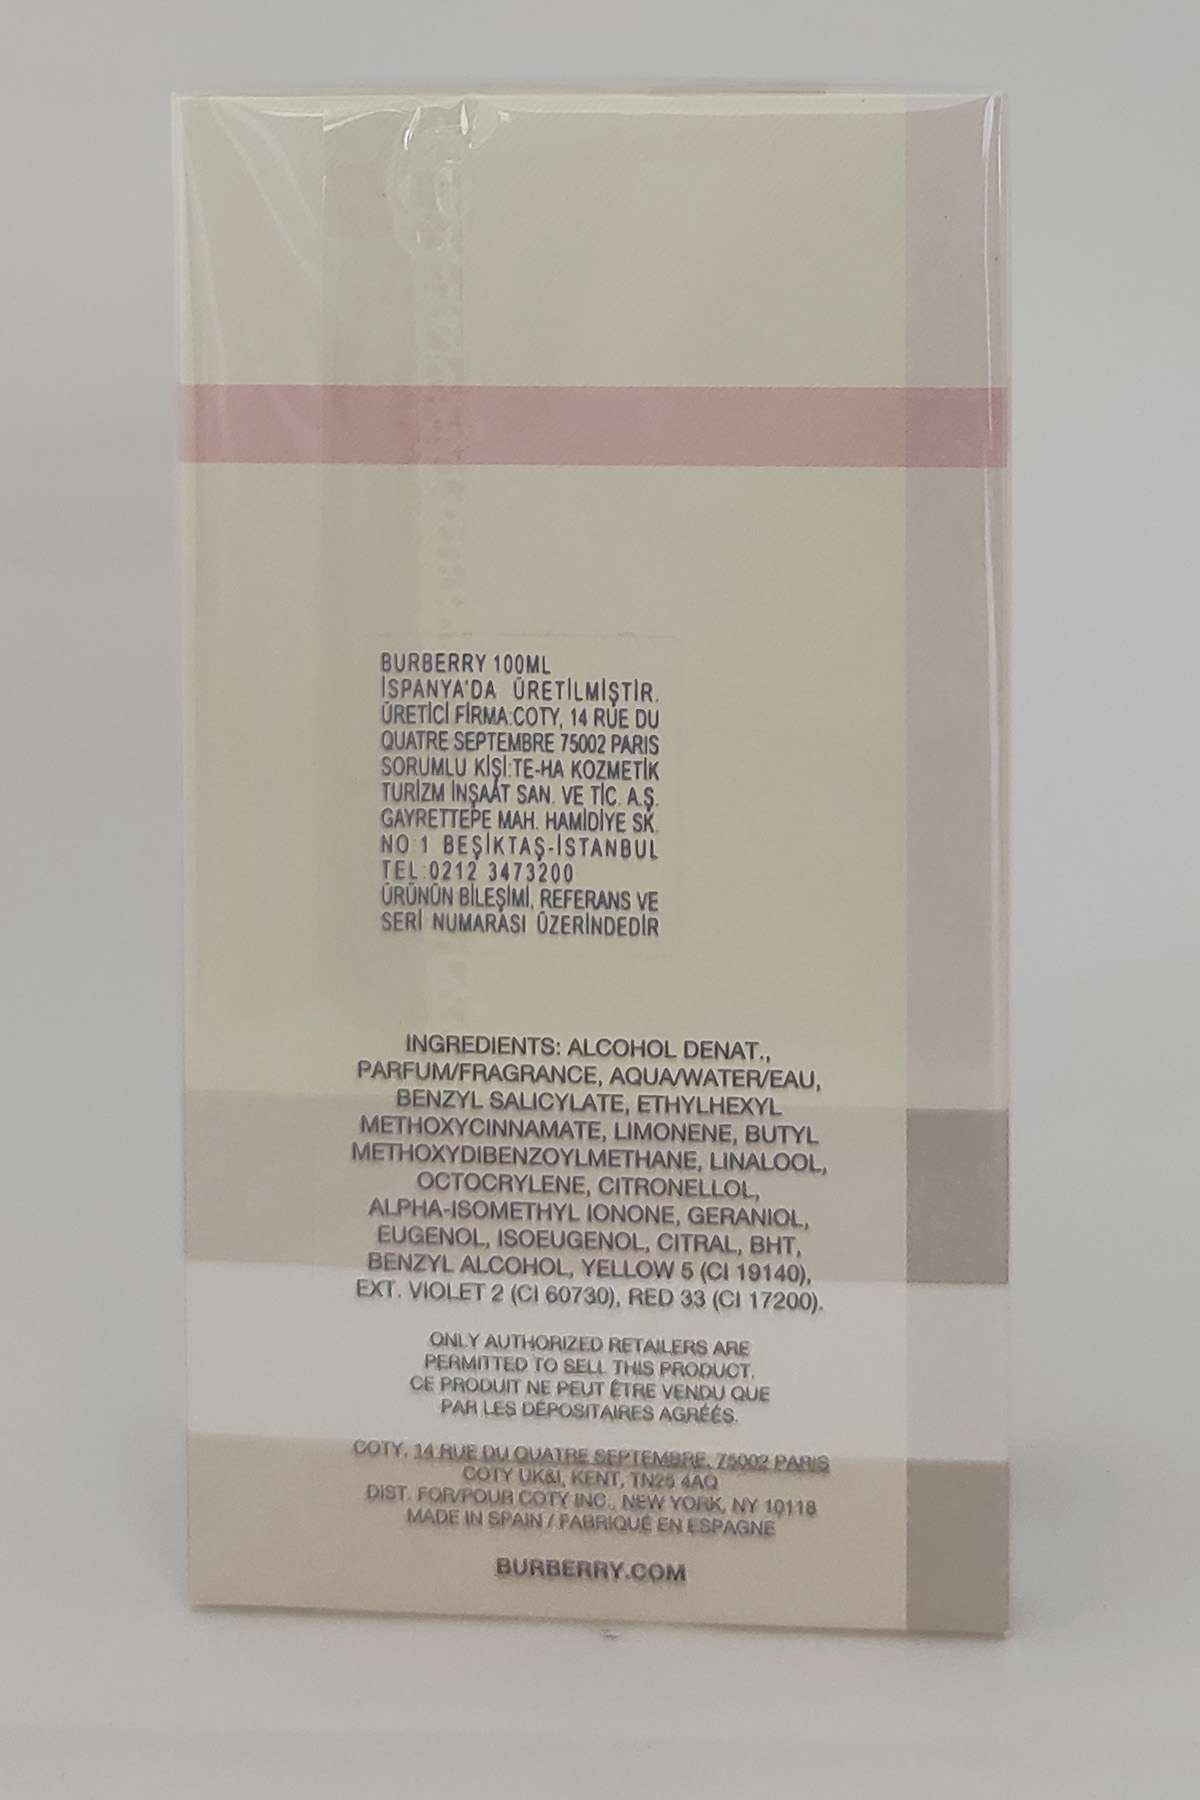 BURBERRY 100ML
İSPANYA'DA ÜRETİLMİŞTİR.
ÜRETİCİ FİRMA:COTY, 14 RUE DU
QUATRE SEPTEMBRE 75002 PARIS
SORUMLU KİŞİ:TE-HA KOZMETİK
TURİZM İNŞAAT SAN. VE TİC. A.Ş.
GAYRETTEPE MAH. HAMİDİYE SK.
NO:1 BEŞİKTAŞ-İSTANBUL
TEL:0212 3473200
ÜRÜNÜN BİLEŞİMİ, REFERANS VE
SERİ NUMARASI ÜZERİNDEDİR
INGREDIENTS: ALCOHOL DENAT.,
PARFUM/FRAGRANCE, AQUA/WATER/EAU,
BENZYL SALICYLATE, ETHYLHEXYL
METHOXYCINNAMATE, LIMONENE, BUTYL
METHOXYDIBENZOYLMETHANE, LINALOOL,
OCTOCRYLENE, CITRONELLOL,
ALPHA-ISOMETHYL IONONE, GERANIOL,
EUGENOL, ISOEUGENOL, CITRAL, BHT,
BENZYL ALCOHOL, YELLOW 5 (CI 19140),
EXT. VIOLET 2 (CI 60730), RED 33 (CI 17200).
ONLY AUTHORIZED RETAILERS ARE
PERMITTED TO SELL THIS PRODUCT.
CE PRODUIT NE PEUT ÊTRE VENDU QUE
PAR LES DÉPOSITAIRES AGRÉÉS.
COTY, 14 RUE DU QUATRE SEPTEMBRE, 75002 PARIS
COTY UK&I, KENT, TN25 4AQ
DIST. FOR/POUR COTY INC., NEW YORK, NY 10118
MADE IN SPAIN / FABRIQUÉ EN ESPAGNE
BURBERRY.COM